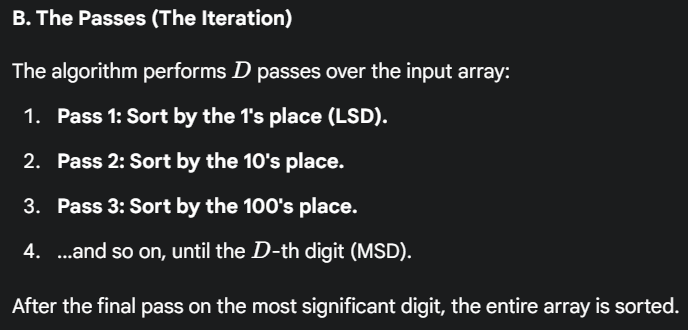 B. The Passes (The Iteration)
The algorithm performs D passes over the input array:
1. Pass 1: Sort by the 1's place (LSD).
2. Pass 2: Sort by the 10's place.
3. Pass 3: Sort by the 100's place.
4. ...and so on, until the D-th digit (MSD).
After the final pass on the most significant digit, the entire array is sorted.